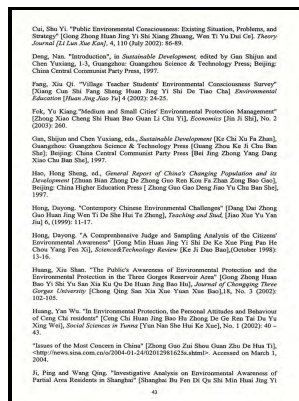 Cui, Shu Yi. "Public Environmental Consciousness: Existing Situation, Problems, and
Strategy" [Gong Zhong Huan Jing Yi Shi Xiang Zhuang, Wen Ti Yu Dui Ce]. Theory
Journal [Li Lun Xue Kan], 4, 110 (July 2002): 86-89.
Deng, Nan. "Introduction", in Sustainable Development, edited by Gan Shijun and
Chen Yuxiang, 1-3, Guangzhou: Guangzhou Science & Technology Press; Beijing:
China Central Communist Party Press, 1997.
Fang, Xiu Qi. "Village Teacher Students' Environmental Consciousness Survey"
[Xiang Cun Shi Fang Sheng Huan Jing Yi Shi De Tiao Cha] Environmental
Education [Huan Jing Jiao Yu] 4 (2002): 24-25.
Fok, Yu Kiang."Medium and Small Cities' Environmental Protection Management"
[Zhong Xiao Cheng Shi Huan Bao Guan Li Chu Yi], Economics [Jin Ji Shi], No. 2
(2003): 260.
Gan, Shijun and Chen Yuxiang, eds., Sustainable Development [Ke Chi Xu Fa Zhan],
Guangzhou: Guangzhou Science & Technology Press [Guang Zhou Ke Ji Chu Ban
She]; Beijing: China Central Communist Party Press [Bei Jing Zhong Yang Dang
Xiao Chu Ban She], 1997.
Hao, Hong Sheng, ed., General Report of China's Changing Population and its
Development [Zhuan Bian Zhong De Zhong Guo Ren Kou Fa Zhan Zong Bao Gao],
Beijing: China Higher Education Press [ Zhong Guo Gao Deng Jiao Yu Chu Ban She],
1997.
Hong, Dayong. "Contempory Chinese Environmental Challenges" [Dang Dai Zhong
Guo Huan Jing Wen Ti De She Hui Te Zheng], Teaching and Stud, [Jiao Xue Yu Yan
Jiu] 6, (1999): 11-17.
Hong, Dayong. "A Comprehensive Judge and Sampling Analysis of the Citizens'
Environmental Awareness" [Gong Min Huan Jing Yi Shi De Ke Xue Ping Pan He
Chou Yang Fen Xi], Science&Technology Review [Ke Ji Dao Bao],(October 1998):
13-16.
Huang, Xiu Shan. "The Public's Awareness of Environmental Protection and the
Environmental Protection in the Three Gorges Reservior Area" [Gong Zhong Huan
Bao Yi Shi Yu San Xia Ku Qu De Huan Jing Bao Hu], Journal of Chongqing Three
Gorges University [Chong Qing San Xia Xue Yuan Xue Bao],18, No. 3 (2002):
102-105.
Huang, Yan Wu. "In Environmental Protection, the Personal Attitudes and Behaviour
of Ceng Chi residents" [Ceng Chi Huan Jing Bao Hu Zhong De Ge Ren Tai Du Yu
Xing Wei], Social Sciences in Yunna [Yun Nan She Hui Ke Xue], No. 1 (2002): 40 –
43.
"Issues of the Most Concern in China" [Zhong Guo Zui Shou Guan Zhu De Hua Ti],
<http://news.sina.com.cn/o/2004-01-24/02012981625s.shtml>. Accessed on March 1,
2004.
Ji, Ping and Wang Qing. "Investigative Analysis on Environmental Awareness of
Partial Area Residents in Shanghai" [Shanghai Bu Fen Di Qu Shi Min Huai Jing Yi
43